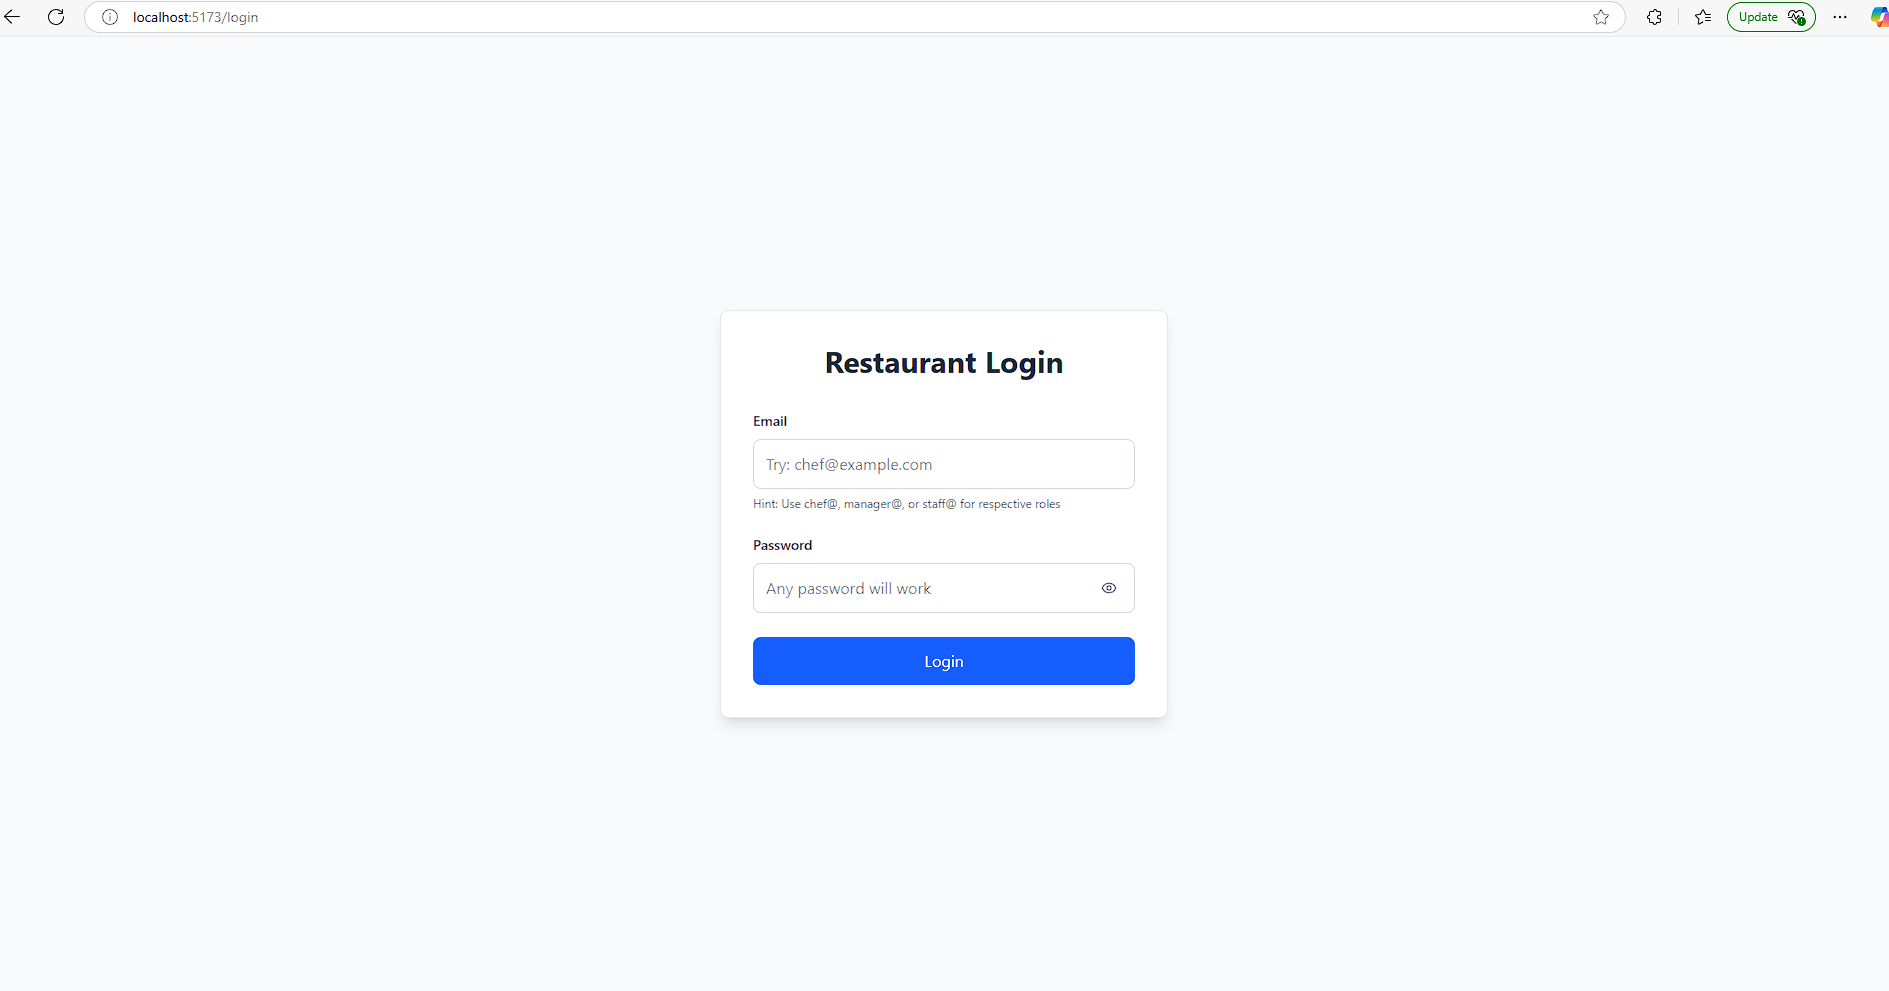 localhost:5173/login
Update
Restaurant Login
Email
Try: chef@example.com
Hint: Use chef@, manager@, or staff@ for respective roles
Password
Any password will work
Login